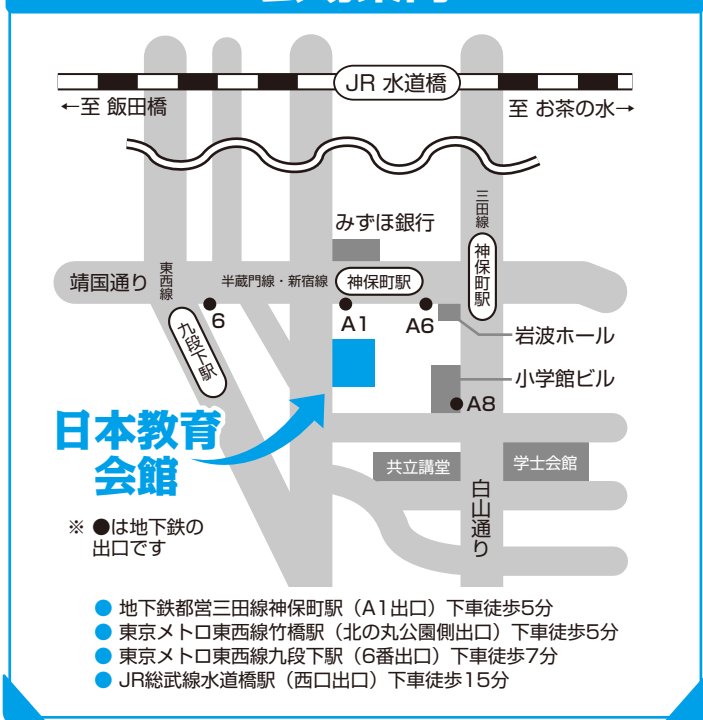 JR 水道橋
←至 飯田橋
至 お茶の水→
みずほ銀行
三田線
神保町駅
靖国通り
東西線
半蔵門線・新宿線
神保町駅
6
A1
A6
九段下駅
岩波ホール
小学館ビル
A8
日本教育
会館
共立講堂
学士会館
白山通り
※ ●は地下鉄の
出口です
● 地下鉄都営三田線神保町駅（A1出口）下車徒歩5分
● 東京メトロ東西線竹橋駅（北の丸公園側出口）下車徒歩5分
● 東京メトロ東西線九段下駅（6番出口）下車徒歩7分
● JR総武線水道橋駅（西口出口）下車徒歩15分